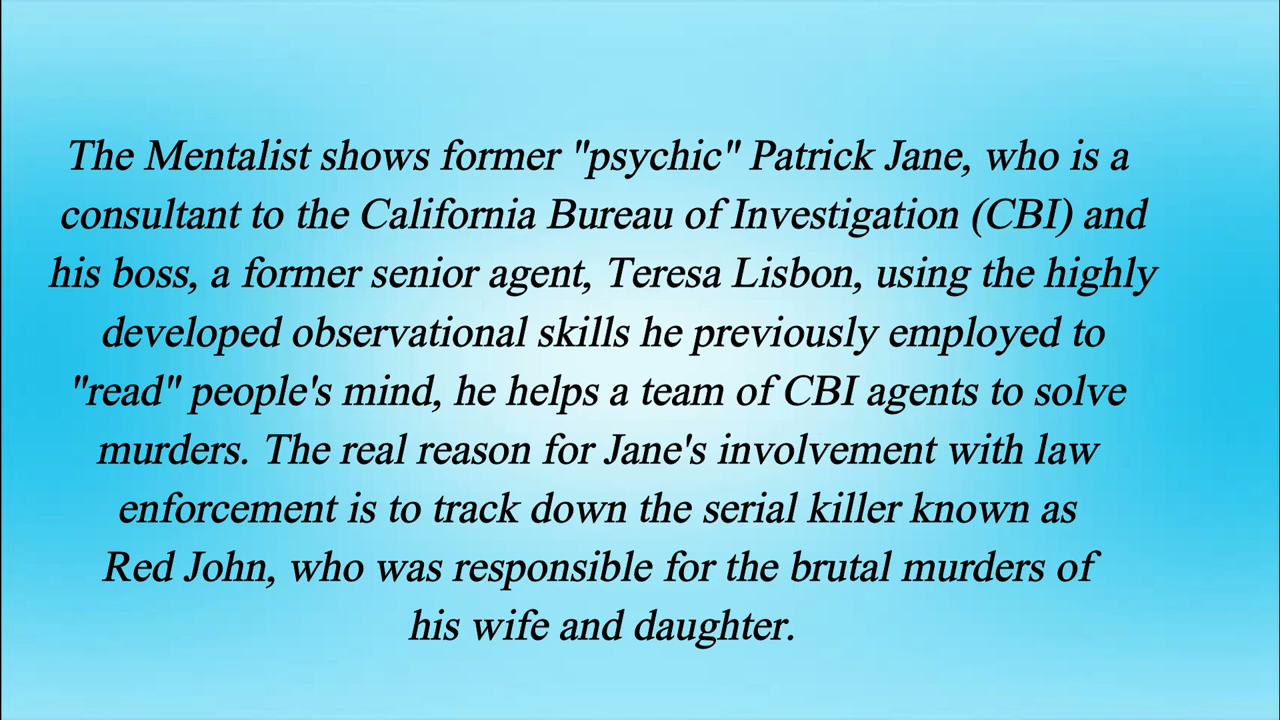 The Mentalist shows former "psychic" Patrick Jane, who is a
consultant to the California Bureau of Investigation (CBI) and
his boss, a former senior agent, Teresa Lisbon, using the highly
developed observational skills he previously employed to
"read" people's mind, he helps a team of CBI agents to solve
murders. The real reason for Jane's involvement with law
enforcement is to track down the serial killer known as
Red John, who was responsible for the brutal murders of
his wife and daughter.